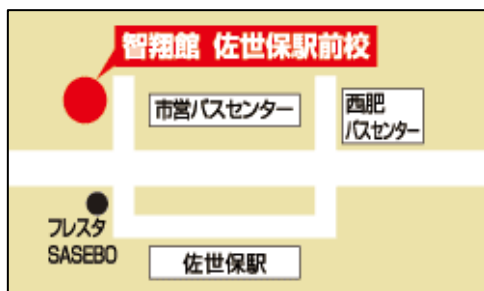 智翔館 佐世保駅前校
市営バスセンター
西肥
バスセンター
フレスタ
SASEBO
佐世保駅